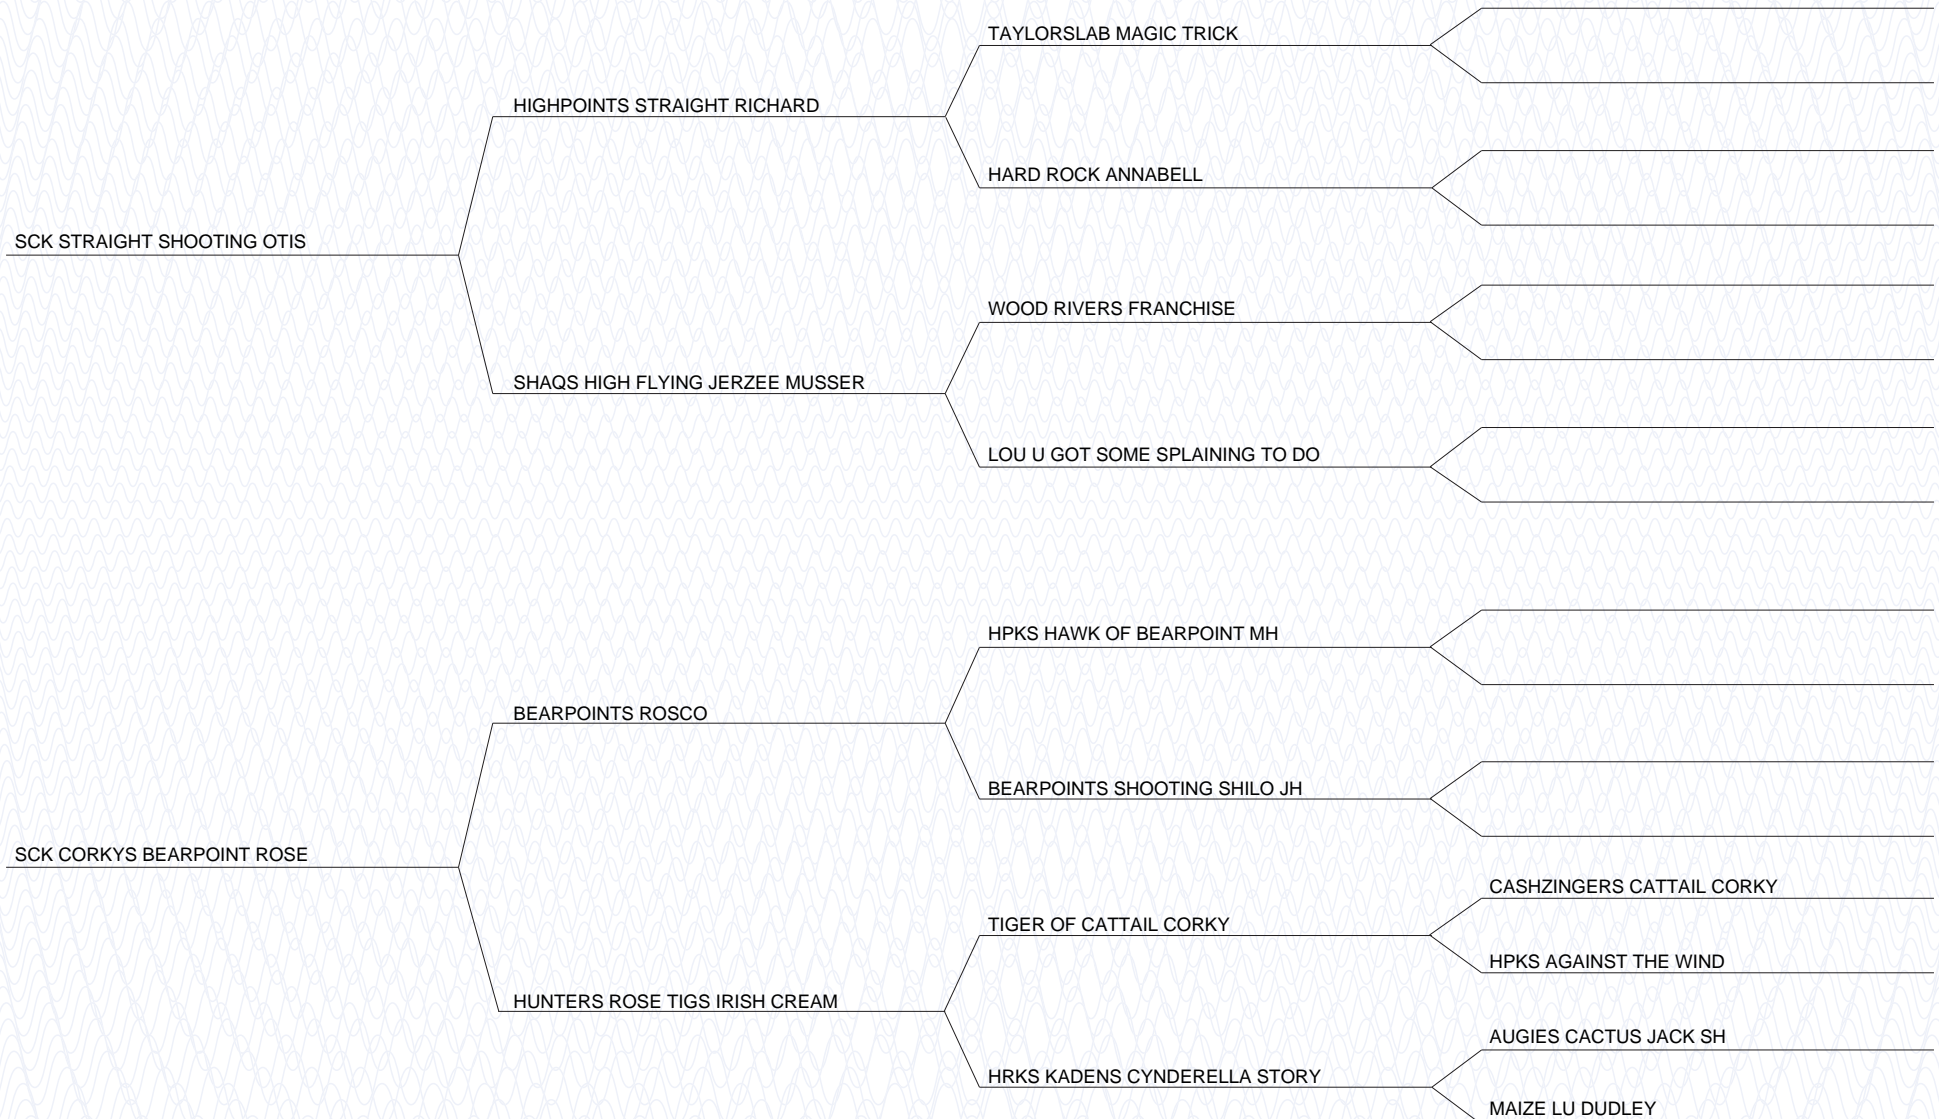 TAYLORSLAB MAGIC TRICK
HIGHPOINTS STRAIGHT RICHARD
HARD ROCK ANNABELL
SCK STRAIGHT SHOOTING OTIS
WOOD RIVERS FRANCHISE
SHAQS HIGH FLYING JERZEE MUSSER
LOU U GOT SOME SPLAINING TO DO
HPKS HAWK OF BEARPOINT MH
BEARPOINTS ROSCO
BEARPOINTS SHOOTING SHILO JH
SCK CORKYS BEARPOINT ROSE
CASHZINGERS CATTAIL CORKY
TIGER OF CATTAIL CORKY
HPKS AGAINST THE WIND
HUNTERS ROSE TIGS IRISH CREAM
AUGIES CACTUS JACK SH
HRKS KADENS CYNDERELLA STORY
MAIZE LU DUDLEY